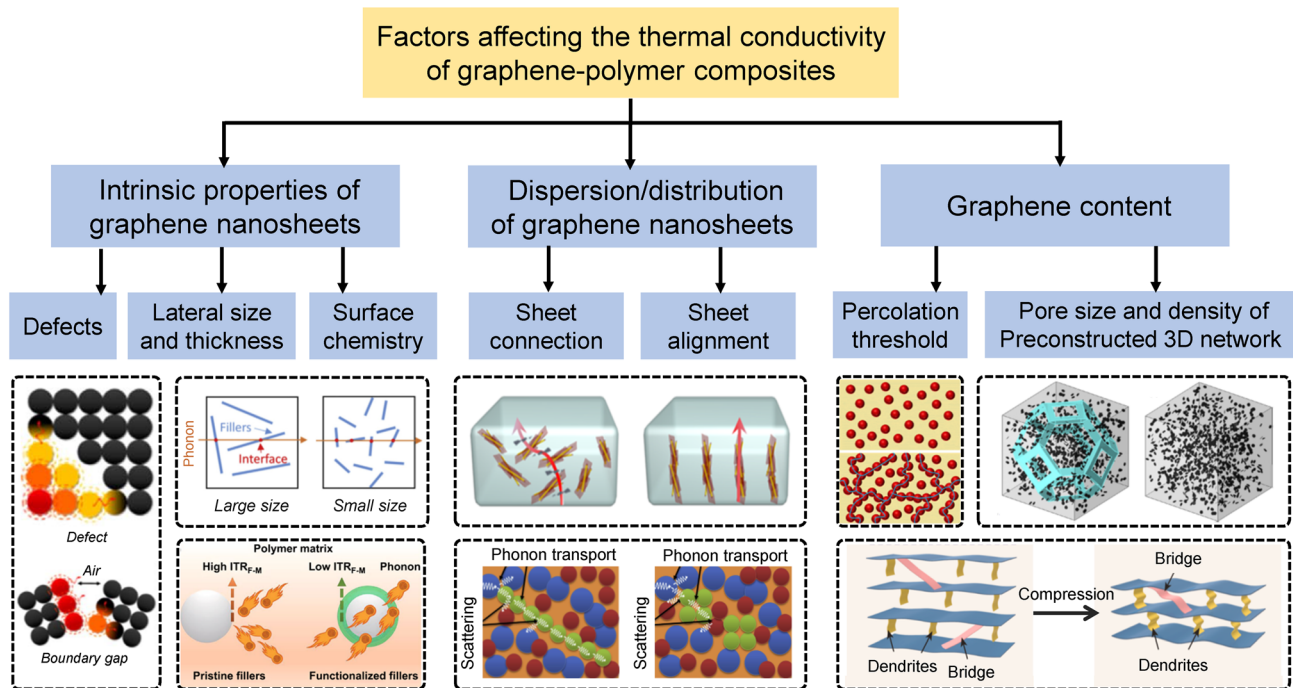 Factors affecting the thermal conductivity
of graphene-polymer composites
Intrinsic properties of
graphene nanosheets
Dispersion/distribution
of graphene nanosheets
Graphene content
Defects
Lateral size
and thickness
Surface
chemistry
Sheet
connection
Sheet
alignment
Percolation
threshold
Pore size and density of
Preconstructed 3D network
Defect
Air
Boundary gap
Phonon
Fillers
Interface
Large size
Small size
Polymer matrix
High ITRF-M
Low ITRF-M
Phonon
Pristine fillers
Functionalized fillers
Phonon transport
Phonon transport
Scattering
Scattering
Dendrites
Bridge
Compression
Bridge
Dendrites